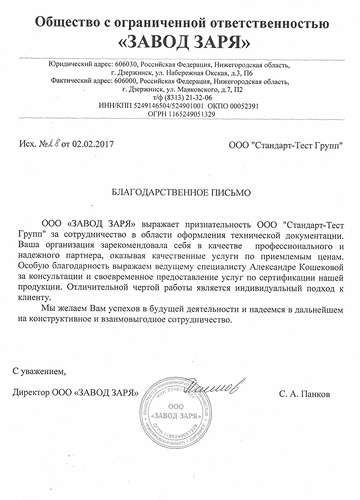 Общество с ограниченной ответственностью
«ЗАВОД ЗАРЯ»
Юридический адрес: 606030, Российская Федерация, Нижегородская область,
г. Дзержинск, ул. Набережная Окская, д.3, П6
Фактический адрес: 606000, Российская Федерация, Нижегородская область,
г. Дзержинск, ул. Маяковского, д.7, П2
т/ф (8313) 21-32-06
ИНН/КПП 5249146504/524901001 ОКПО 00052391
ОГРН 1165249051329
Исх. №28 от 02.02.2017
ООО "Стандарт-Тест Групп"
БЛАГОДАРСТВЕННОЕ ПИСЬМО
ООО «ЗАВОД ЗАРЯ» выражает признательность ООО "Стандарт-Тест
Групп" за сотрудничество в области оформления технической документации.
Ваша организация зарекомендовала себя в качестве профессионального и
надежного партнера, оказывая качественные услуги по приемлемым ценам.
Особую благодарность выражаем ведущему специалисту Александре Кошековой
за консультации и своевременное предоставление услуг по сертификации нашей
продукции. Отличительной чертой работы является индивидуальный подход к
клиенту.
Мы желаем Вам успехов в будущей деятельности и надеемся в дальнейшем
на конструктивное и взаимовыгодное сотрудничество.
С уважением,
Директор ООО «ЗАВОД ЗАРЯ»
С. А. Панков
ООО
«ЗАВОД ЗАРЯ»